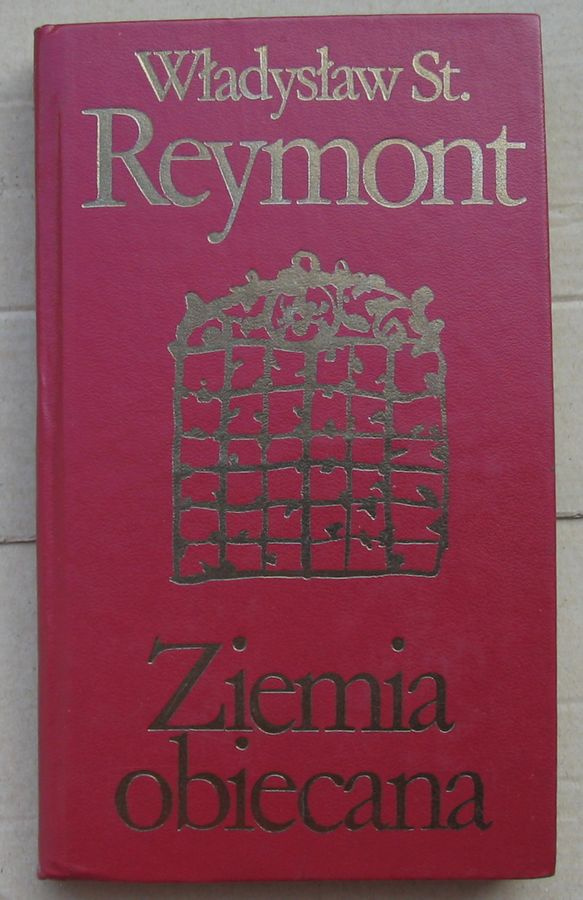 Władysław St.
Reymont
Ziemia
obiecana